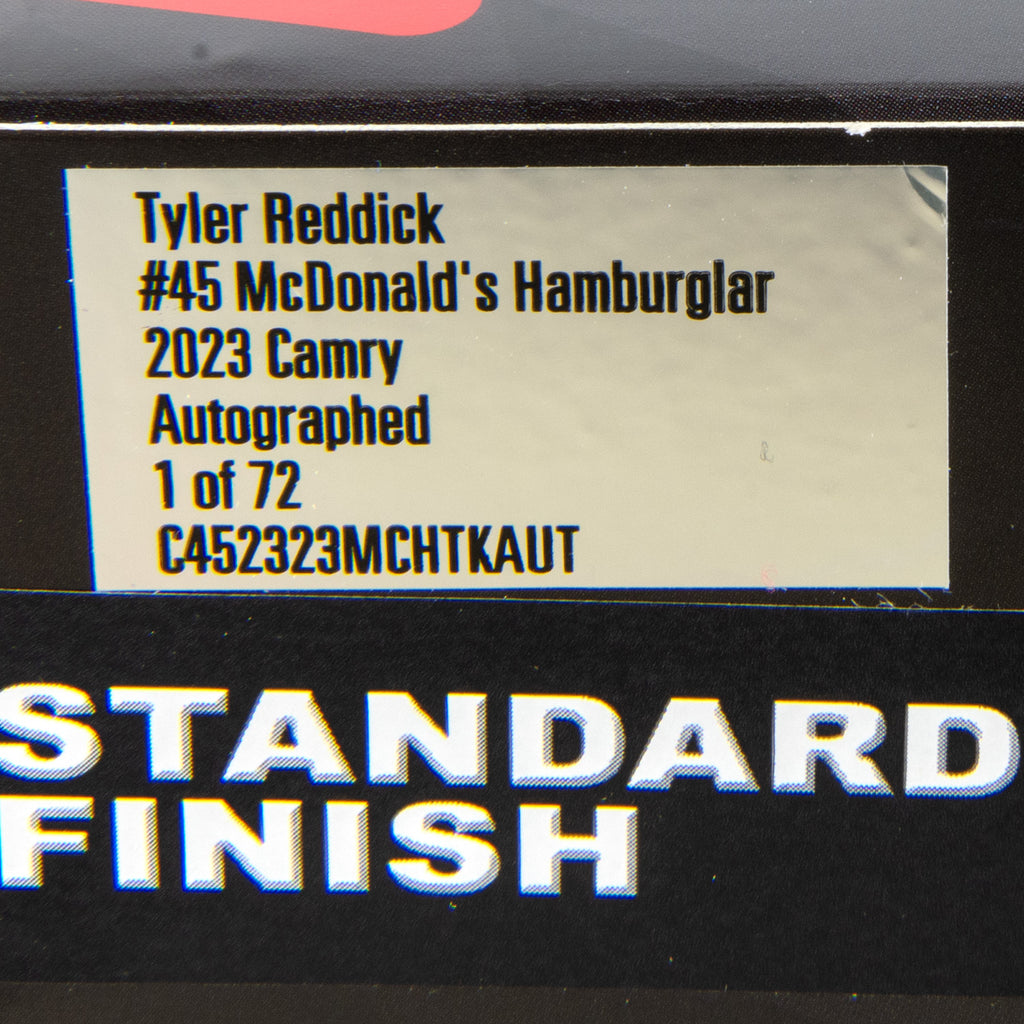 Tyler Reddick
#45 McDonald's Hamburglar
2023 Camry
Autographed
1 of 72
C452323MCHTKAUT
STANDARD
FINISH